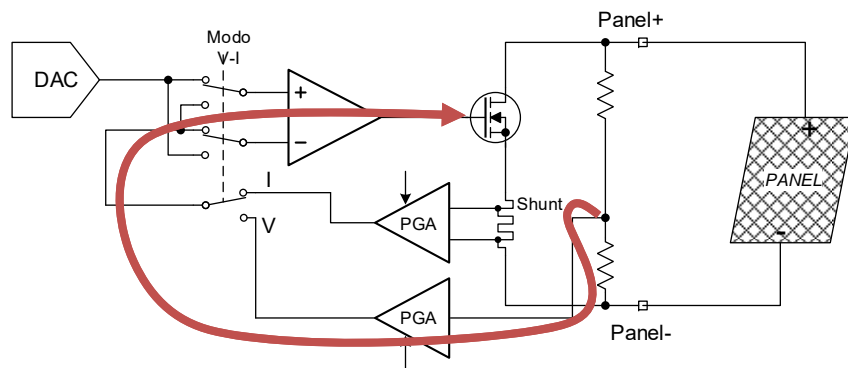 Panel+
Modo
V-I
DAC
+
−
+
PANEL
-
I
Shunt
PGA
V
PGA
Panel-